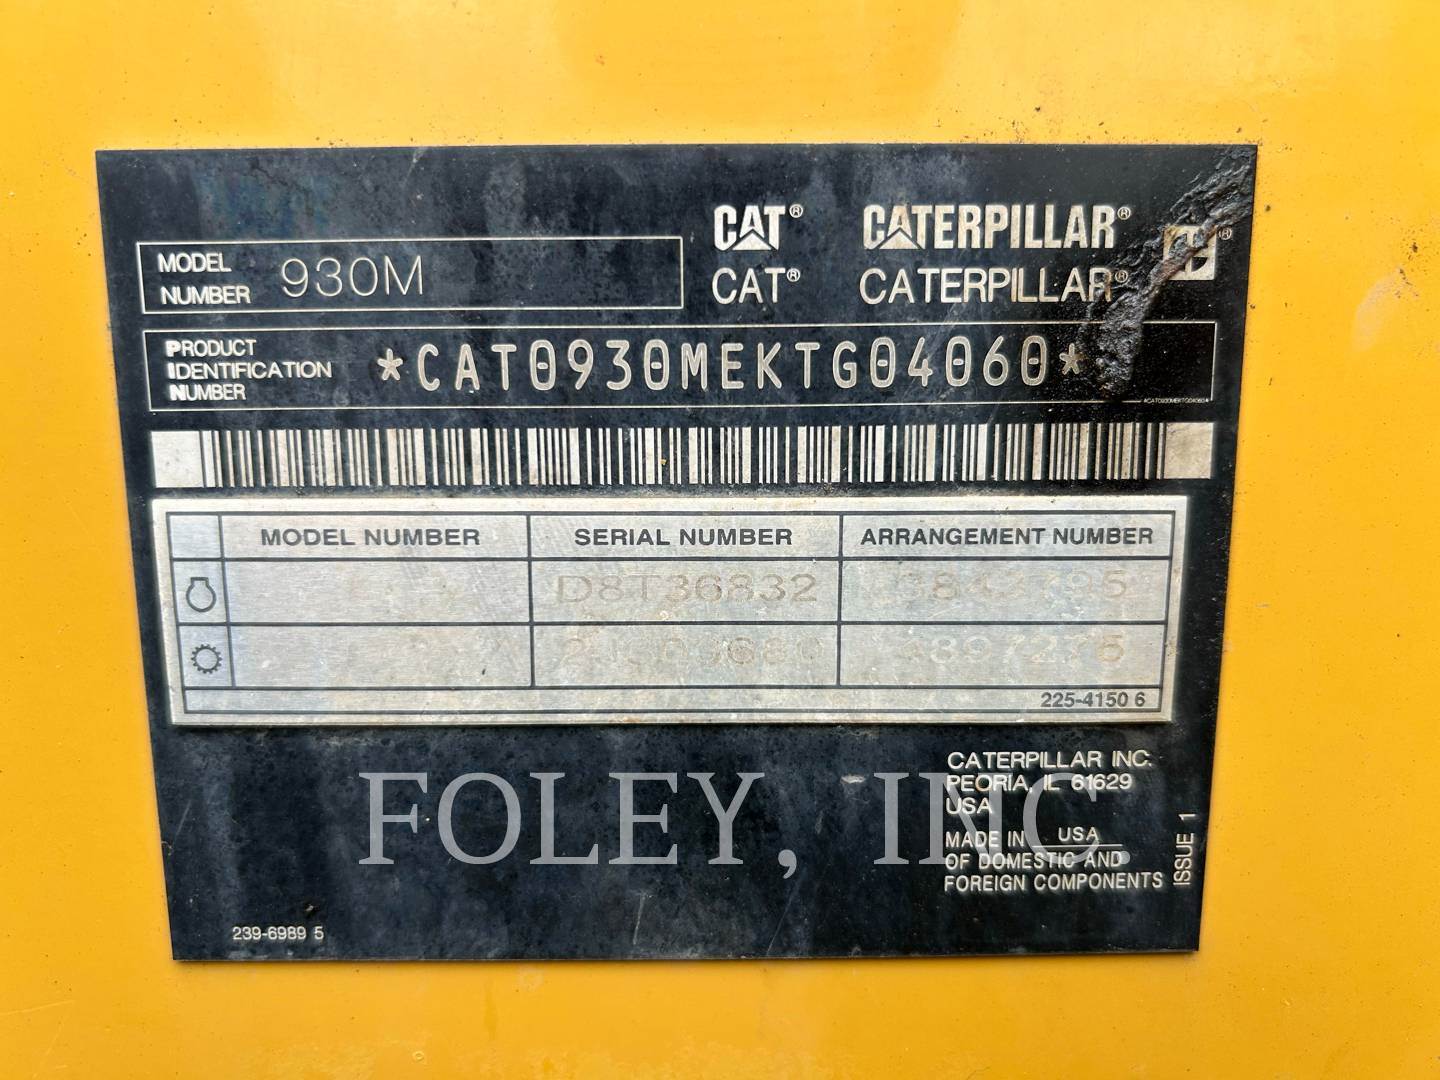 MODEL NUMBER 930M
CAT® CATERPILLAR®
CAT® CATERPILLAR®
PRODUCT IDENTIFICATION NUMBER *CAT0930MEKTG04060*
*CAT0930MEKTG04060*
MODEL NUMBER SERIAL NUMBER ARRANGEMENT NUMBER
D8T36832
225-4150 6
CATERPILLAR INC.
PEORIA, IL 61629
USA
MADE IN USA
OF DOMESTIC AND
FOREIGN COMPONENTS
ISSUE 1
239-6989 5
FOLEY, INC.